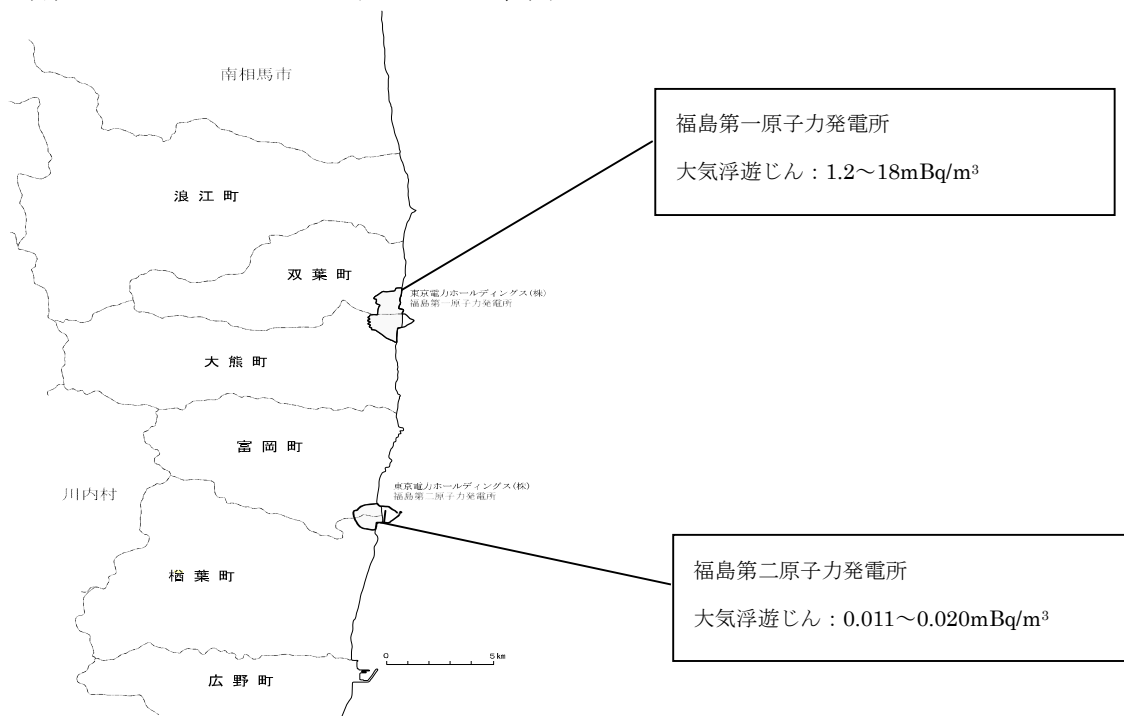 南相馬市
福島第一原子力発電所
大気浮遊じん：1.2～18mBq/m³
浪江町
双葉町
東京電力ホールディングス(株)
福島第一原子力発電所
大熊町
富岡町
川内村
東京電力ホールディングス(株)
福島第二原子力発電所
福島第二原子力発電所
大気浮遊じん：0.011～0.020mBq/m³
楢葉町
0 5km
広野町